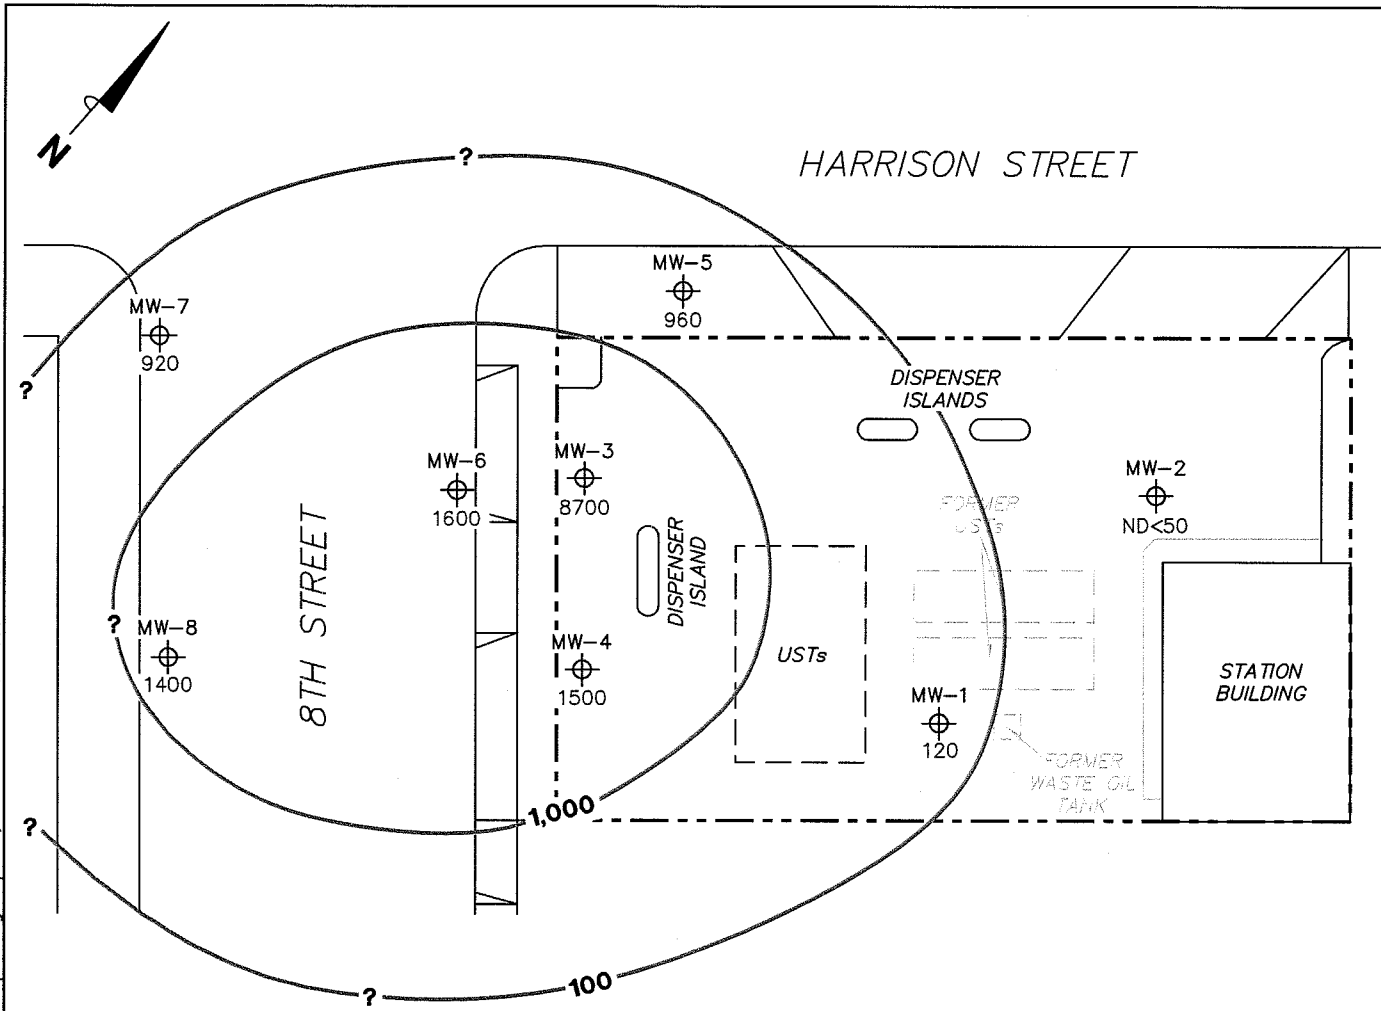 N
?
HARRISON STREET
MW-5
960
MW-7
920
?
DISPENSER
ISLANDS
MW-6
1600
MW-3
8700
MW-2
ND<50
FORMER
USTs
8TH STREET
DISPENSER
ISLAND
?
MW-8
1400
MW-4
1500
USTs
STATION
BUILDING
MW-1
120
FORMER
WASTE OIL
TANK
1,000
?
100
?